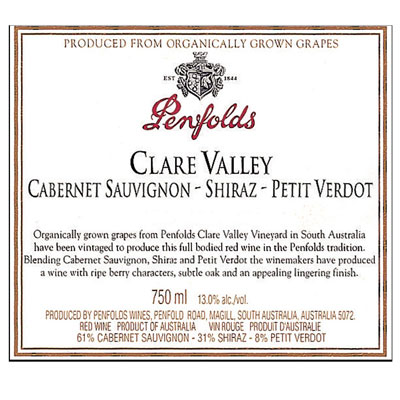 PRODUCED FROM ORGANICALLY GROWN GRAPES
EST 1844
Penfolds
CLARE VALLEY
CABERNET SAUVIGNON - SHIRAZ - PETIT VERDOT
Organically grown grapes from Penfolds Clare Valley Vineyard in South Australia
have been vintaged to produce this full bodied red wine in the Penfolds tradition.
Blending Cabernet Sauvignon, Shiraz and Petit Verdot the winemakers have produced
a wine with ripe berry characters, subtle oak and an appealing lingering finish.
750 ml 13.0% alc./vol.
PRODUCED BY PENFOLDS WINES, PENFOLD ROAD, MAGILL, SOUTH AUSTRALIA, AUSTRALIA 5072.
RED WINE PRODUCT OF AUSTRALIA VIN ROUGE PRODUIT D'AUSTRALIE
61% CABERNET SAUVIGNON - 31% SHIRAZ - 8% PETIT VERDOT